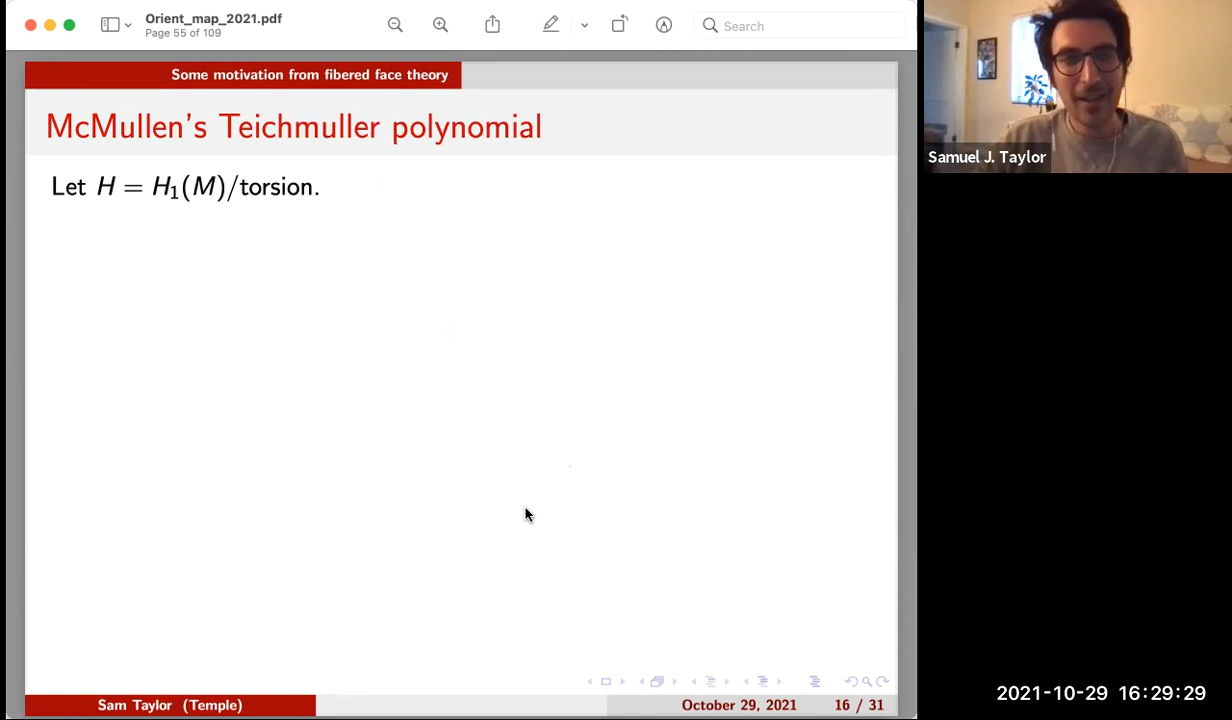 Orient_map_2021.pdf
Page 55 of 109
Search
Some motivation from fibered face theory
McMullen's Teichmuller polynomial
Let H = H₁(M)/torsion.
Sam Taylor (Temple)
October 29, 2021
16 / 31
Samuel J. Taylor
2021-10-29 16:29:29